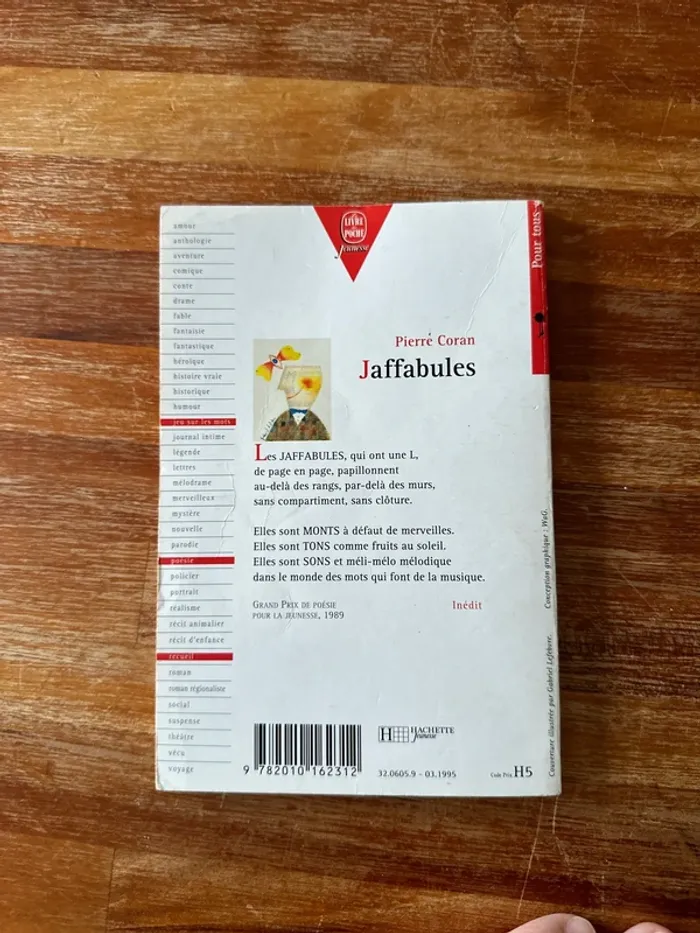 LE LIVRE
DE POCHE
Jeunesse
Pour tous
amour
anthologie
aventure
comique
conte
drame
fable
fantaisie
fantastique
héroïque
histoire vraie
historique
humour
jeu sur les mots
journal intime
légende
lettres
mélodrame
merveilleux
mystère
nouvelle
parodie
poésie
policier
portrait
réalisme
récit animalier
récit d'enfance
recueil
roman
roman régionaliste
social
suspense
théâtre
vécu
voyage
Pierre Coran
Jaffabules
Les JAFFABULES, qui ont une L,
de page en page, papillonnent
au-delà des rangs, par-delà des murs,
sans compartiment, sans clôture.
Elles sont MONTS à défaut de merveilles.
Elles sont TONS comme fruits au soleil.
Elles sont SONS et méli-mélo mélodique
dans le monde des mots qui font de la musique.
GRAND PRIX DE POÉSIE
POUR LA JEUNESSE, 1989
Inédit
Couverture illustrée par Gabriel Lefebvre.
Conception graphique :
9 782010 162312
H HACHETTE
Jeunesse
32.0605.9 – 03.1995
Code Prix H5